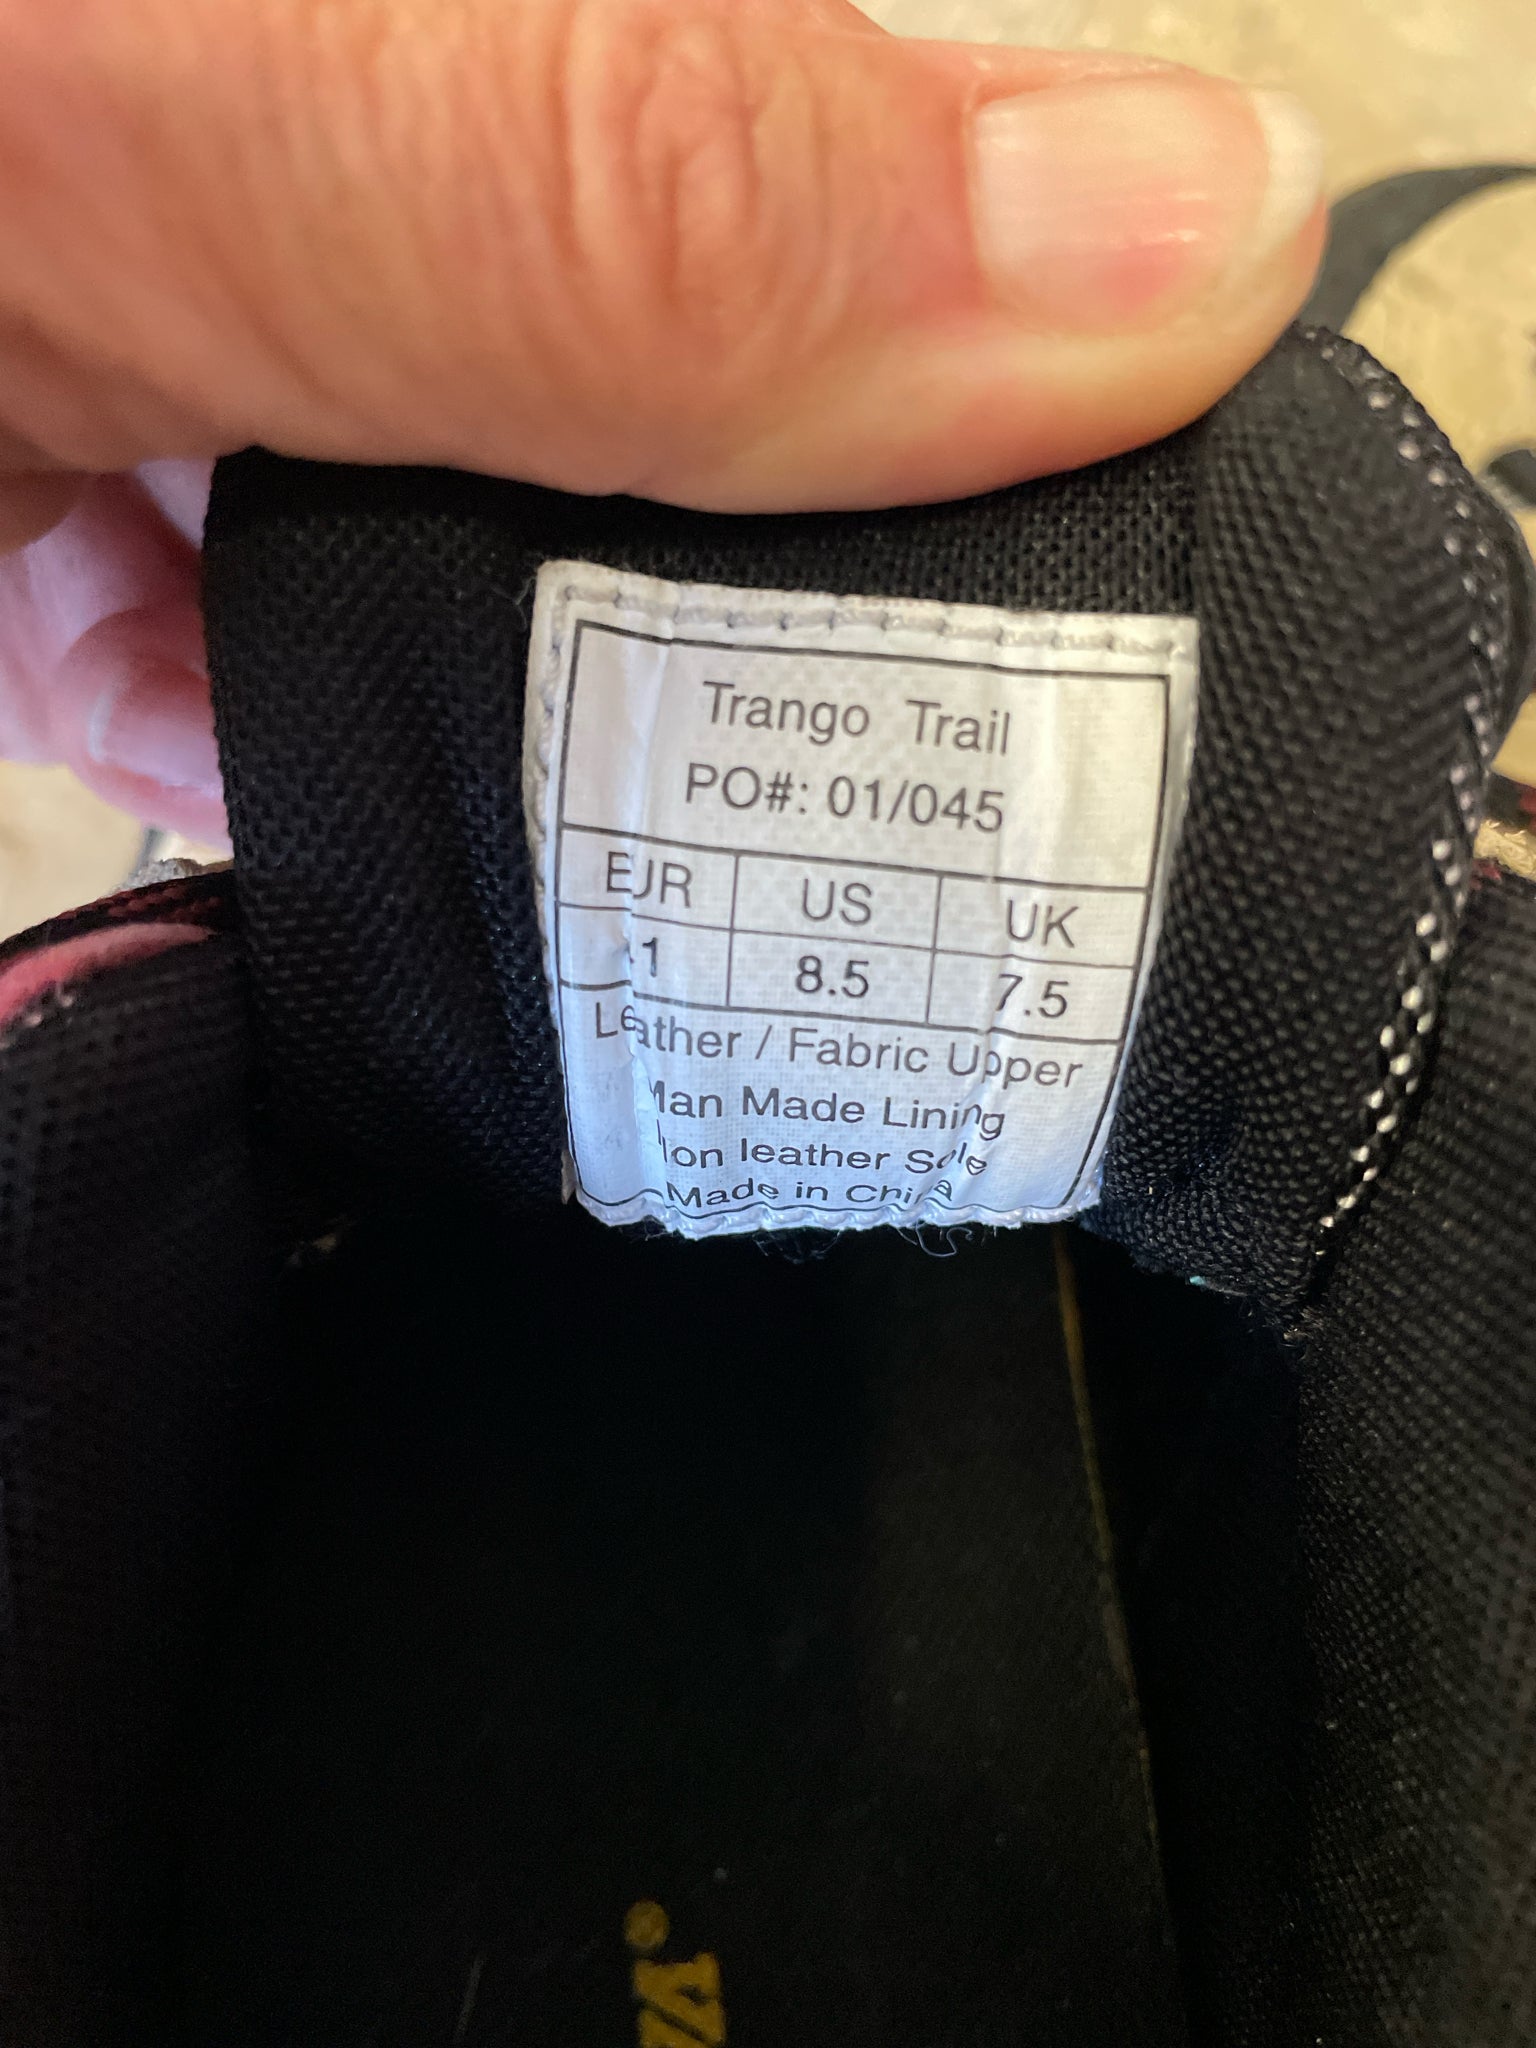 Trango Trail
PO#: 01/045
EUR US UK
41 8.5 7.5
Leather / Fabric Upper
Man Made Lining
Non leather Sole
Made in China